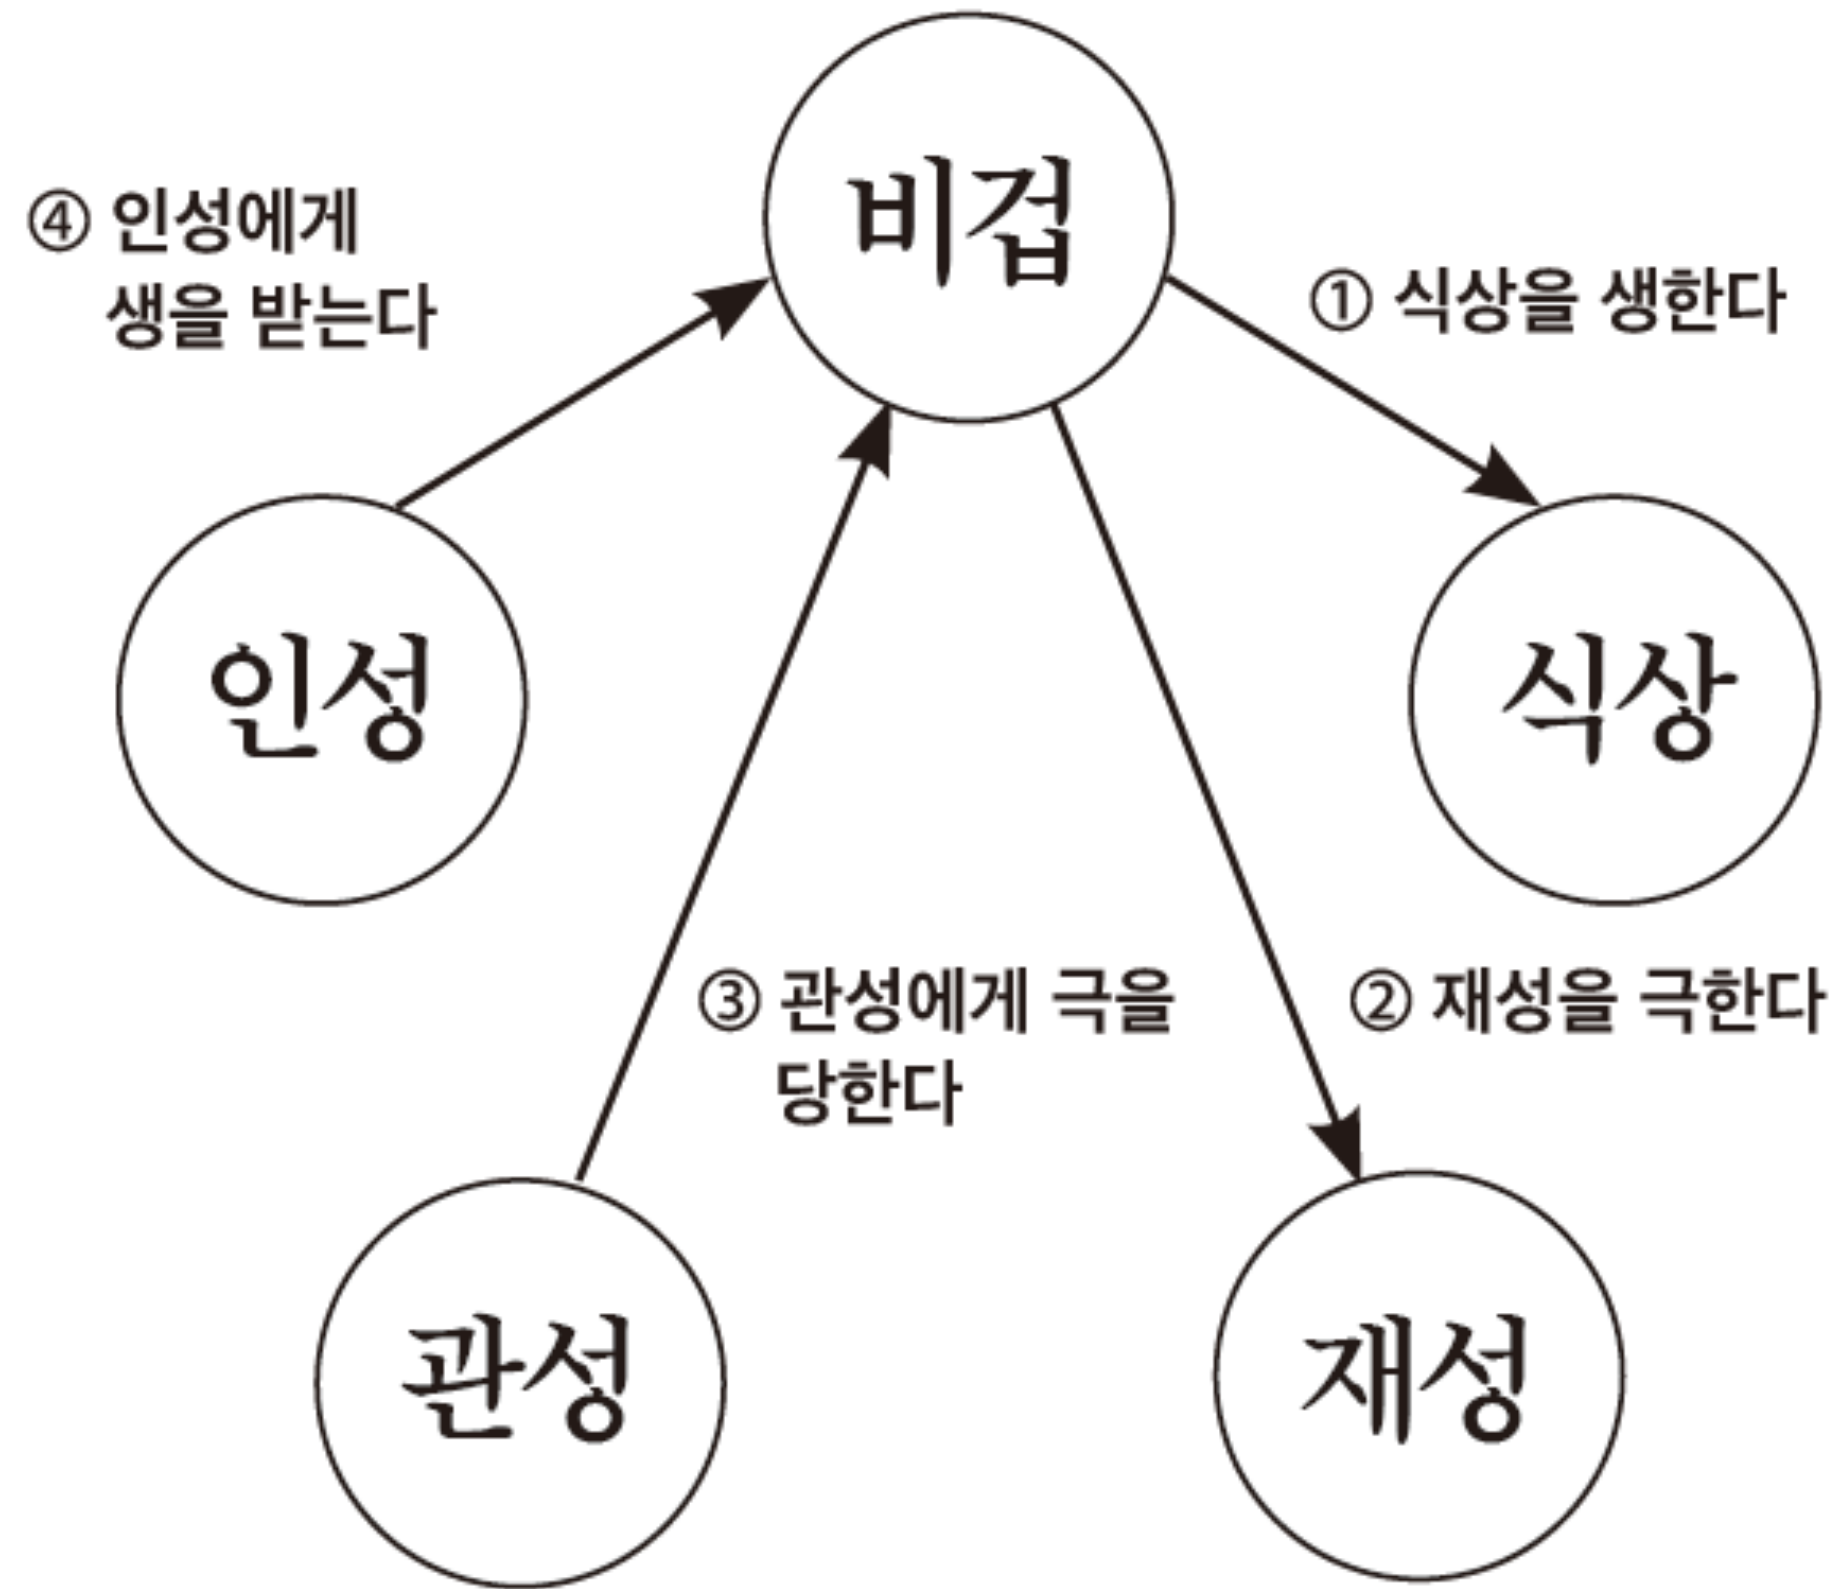 비겁
④ 인성에게
생을 받는다
① 식상을 생한다
인성
식상
③ 관성에게 극을
당한다
② 재성을 극한다
관성
재성